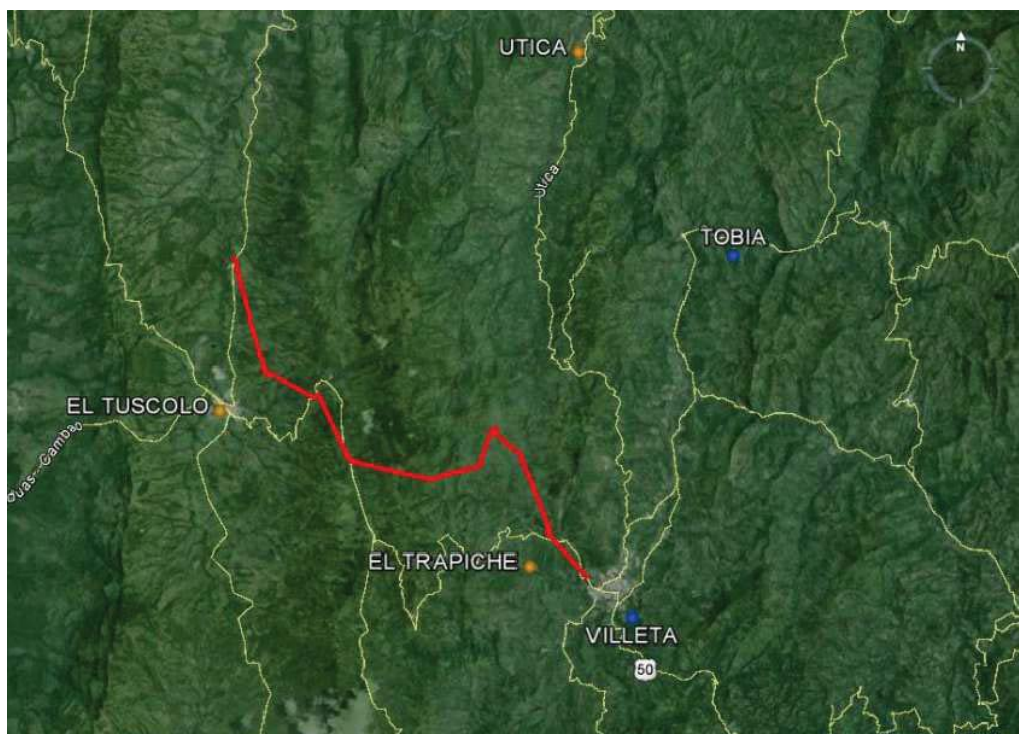 UTICA
N
Utica
TOBIA
EL TUSCOLO
EL TRAPICHE
VILLETA
50